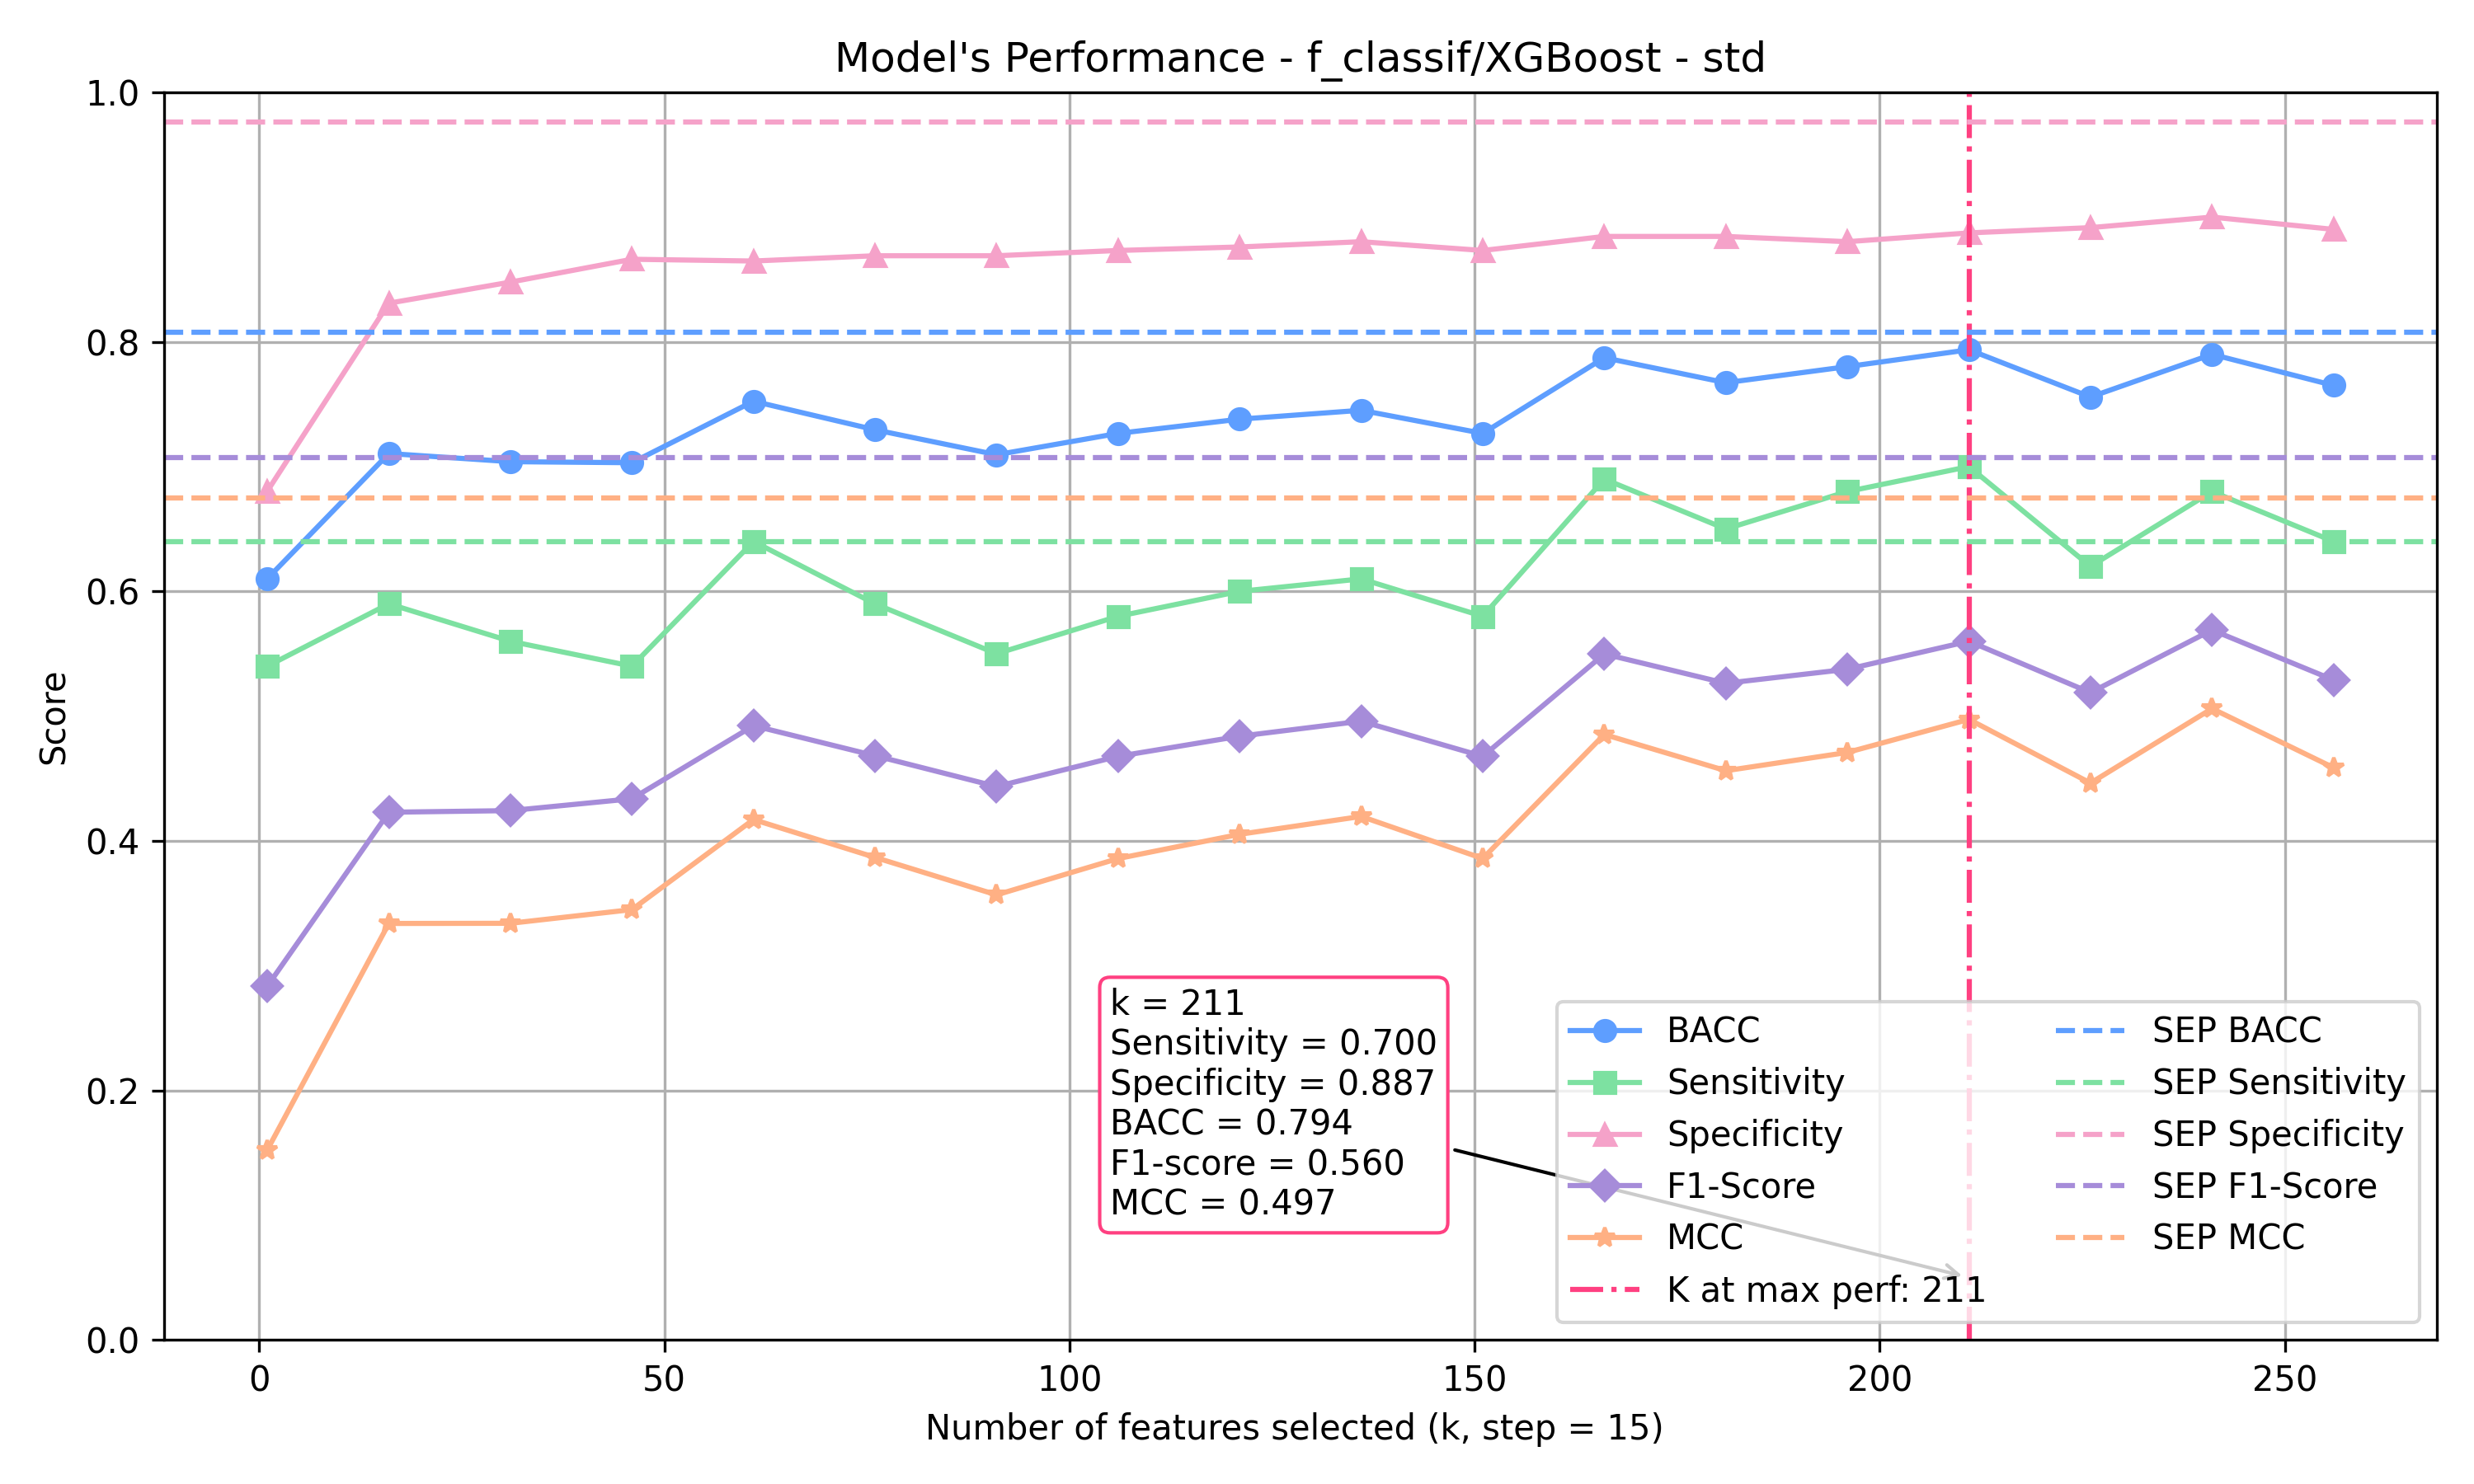 Model's Performance - f_classif/XGBoost - std
1.0
0.8
0.6
0.4
0.2
0.0
Score
0
50
100
150
200
250
Number of features selected (k, step = 15)
k = 211
Sensitivity = 0.700
Specificity = 0.887
BACC = 0.794
F1-score = 0.560
MCC = 0.497
BACC
Sensitivity
Specificity
F1-Score
MCC
K at max perf: 211
SEP BACC
SEP Sensitivity
SEP Specificity
SEP F1-Score
SEP MCC